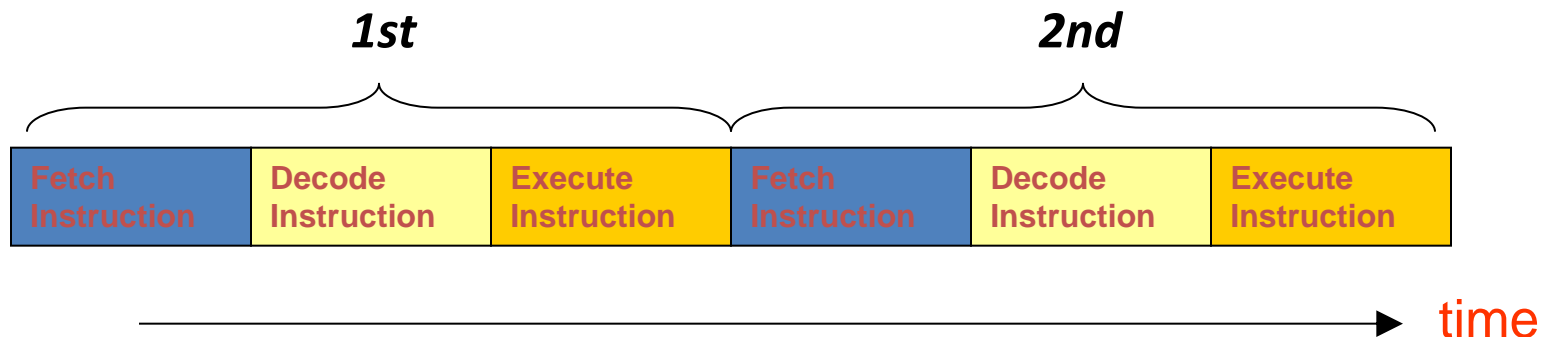 1st
2nd
Fetch
Instruction
Decode
Instruction
Execute
Instruction
Fetch
Instruction
Decode
Instruction
Execute
Instruction
time